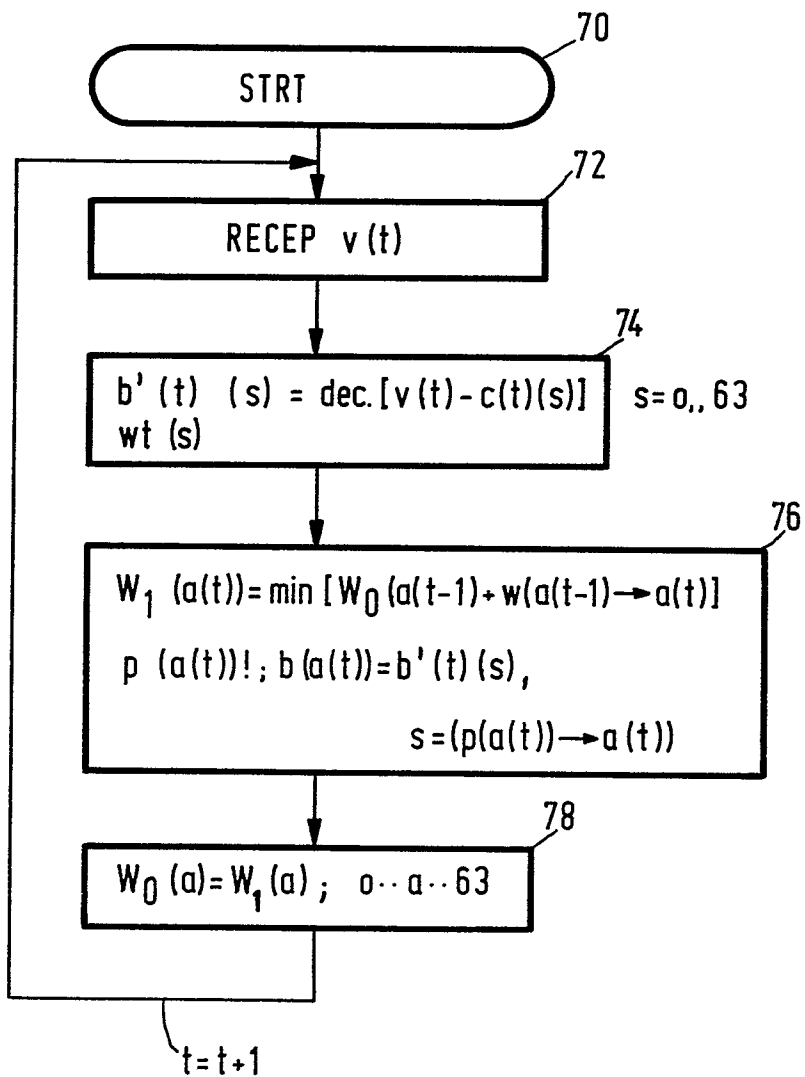 70
STRT
72
RECEP v(t)
74
b'(t) (s) = dec.[v(t)-c(t)(s)] s=o,,63
wt (s)
76
W₁ (a(t))=min [W₀(a(t-1)+w(a(t-1)→a(t)]
p (a(t))!; b(a(t))=b'(t)(s),
s=(p(a(t))→a(t))
78
W₀(a)=W₁(a); o··a··63
t=t+1